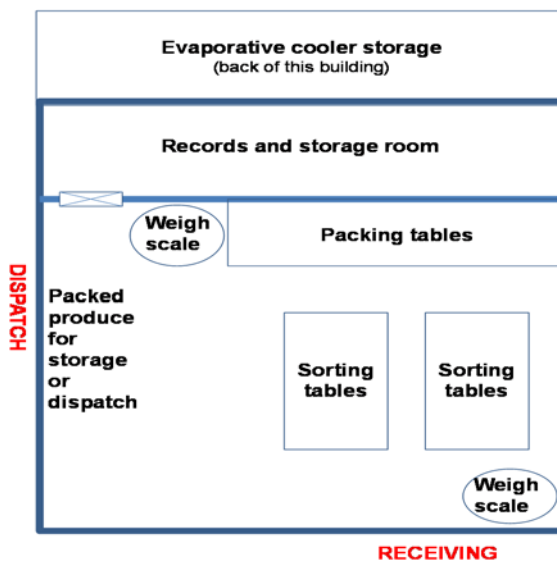 Evaporative cooler storage
(back of this building)
Records and storage room
Weigh
scale
Packing tables
DISPATCH
Packed
produce
for
storage
or
dispatch
Sorting
tables
Sorting
tables
Weigh
scale
RECEIVING